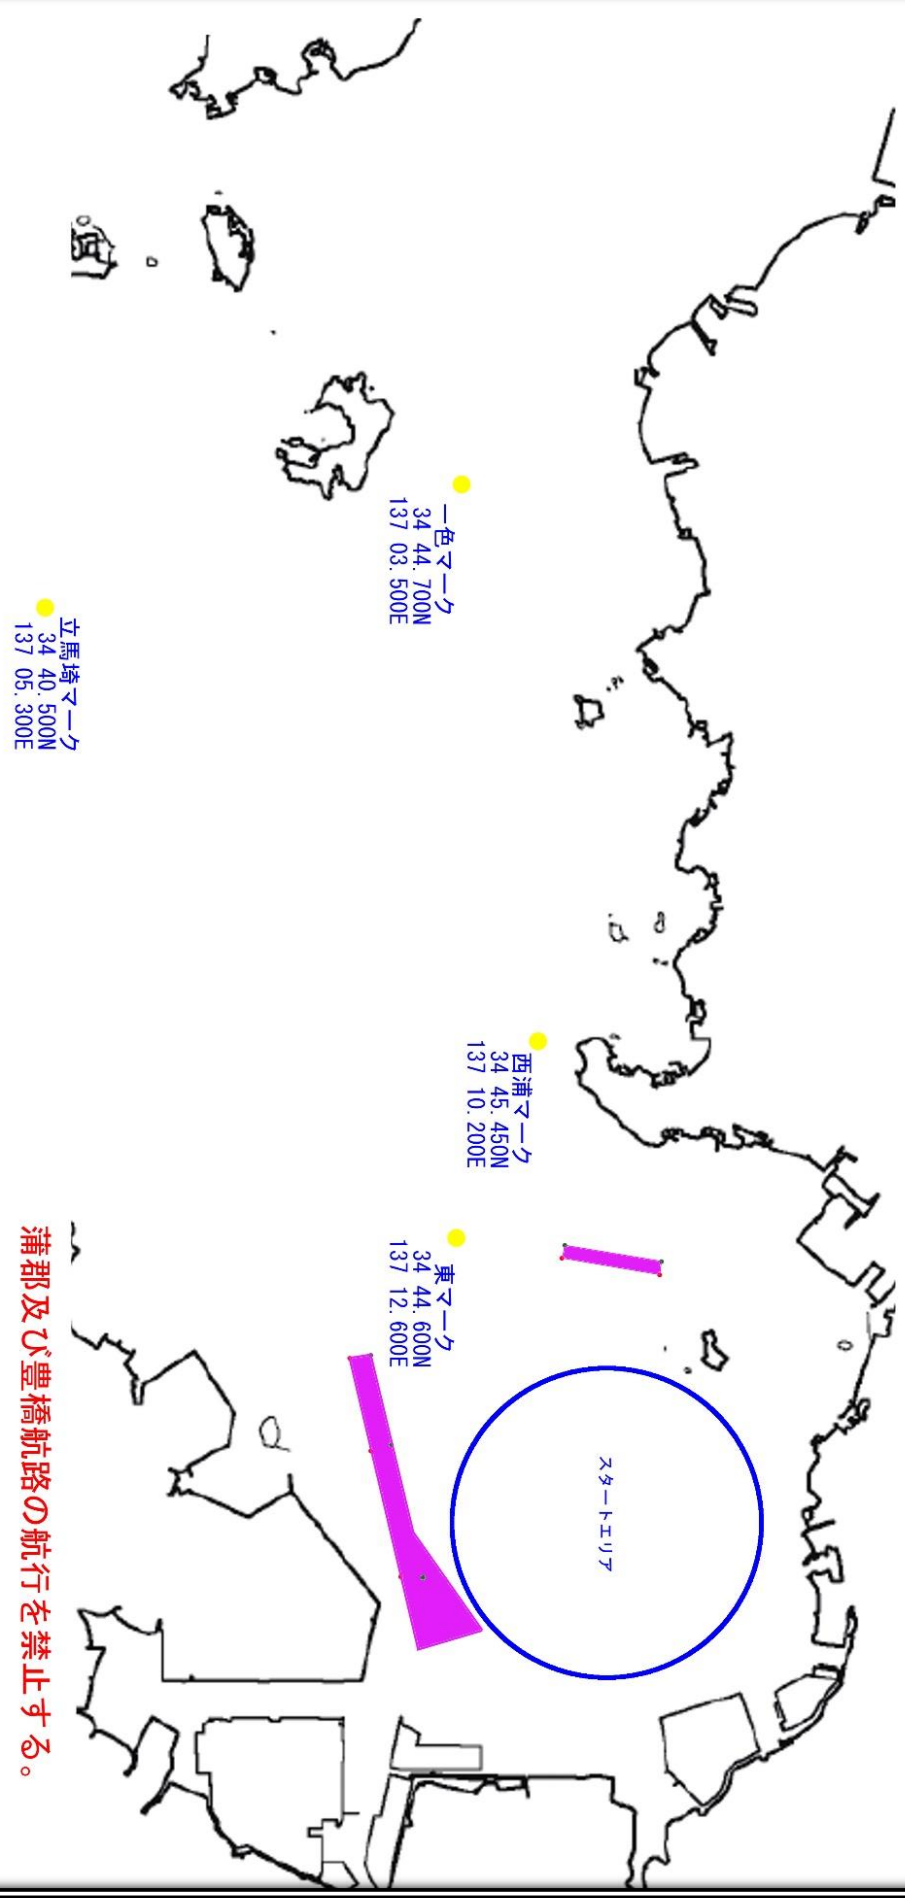 一色マーク
34 44.700N
137 03.500E
立馬埼マーク
34 40.500N
137 05.300E
西浦マーク
34 45.450N
137 10.200E
東マーク
34 44.600N
137 12.600E
スタートエリア
蒲郡及び豊橋航路の航行を禁止する。